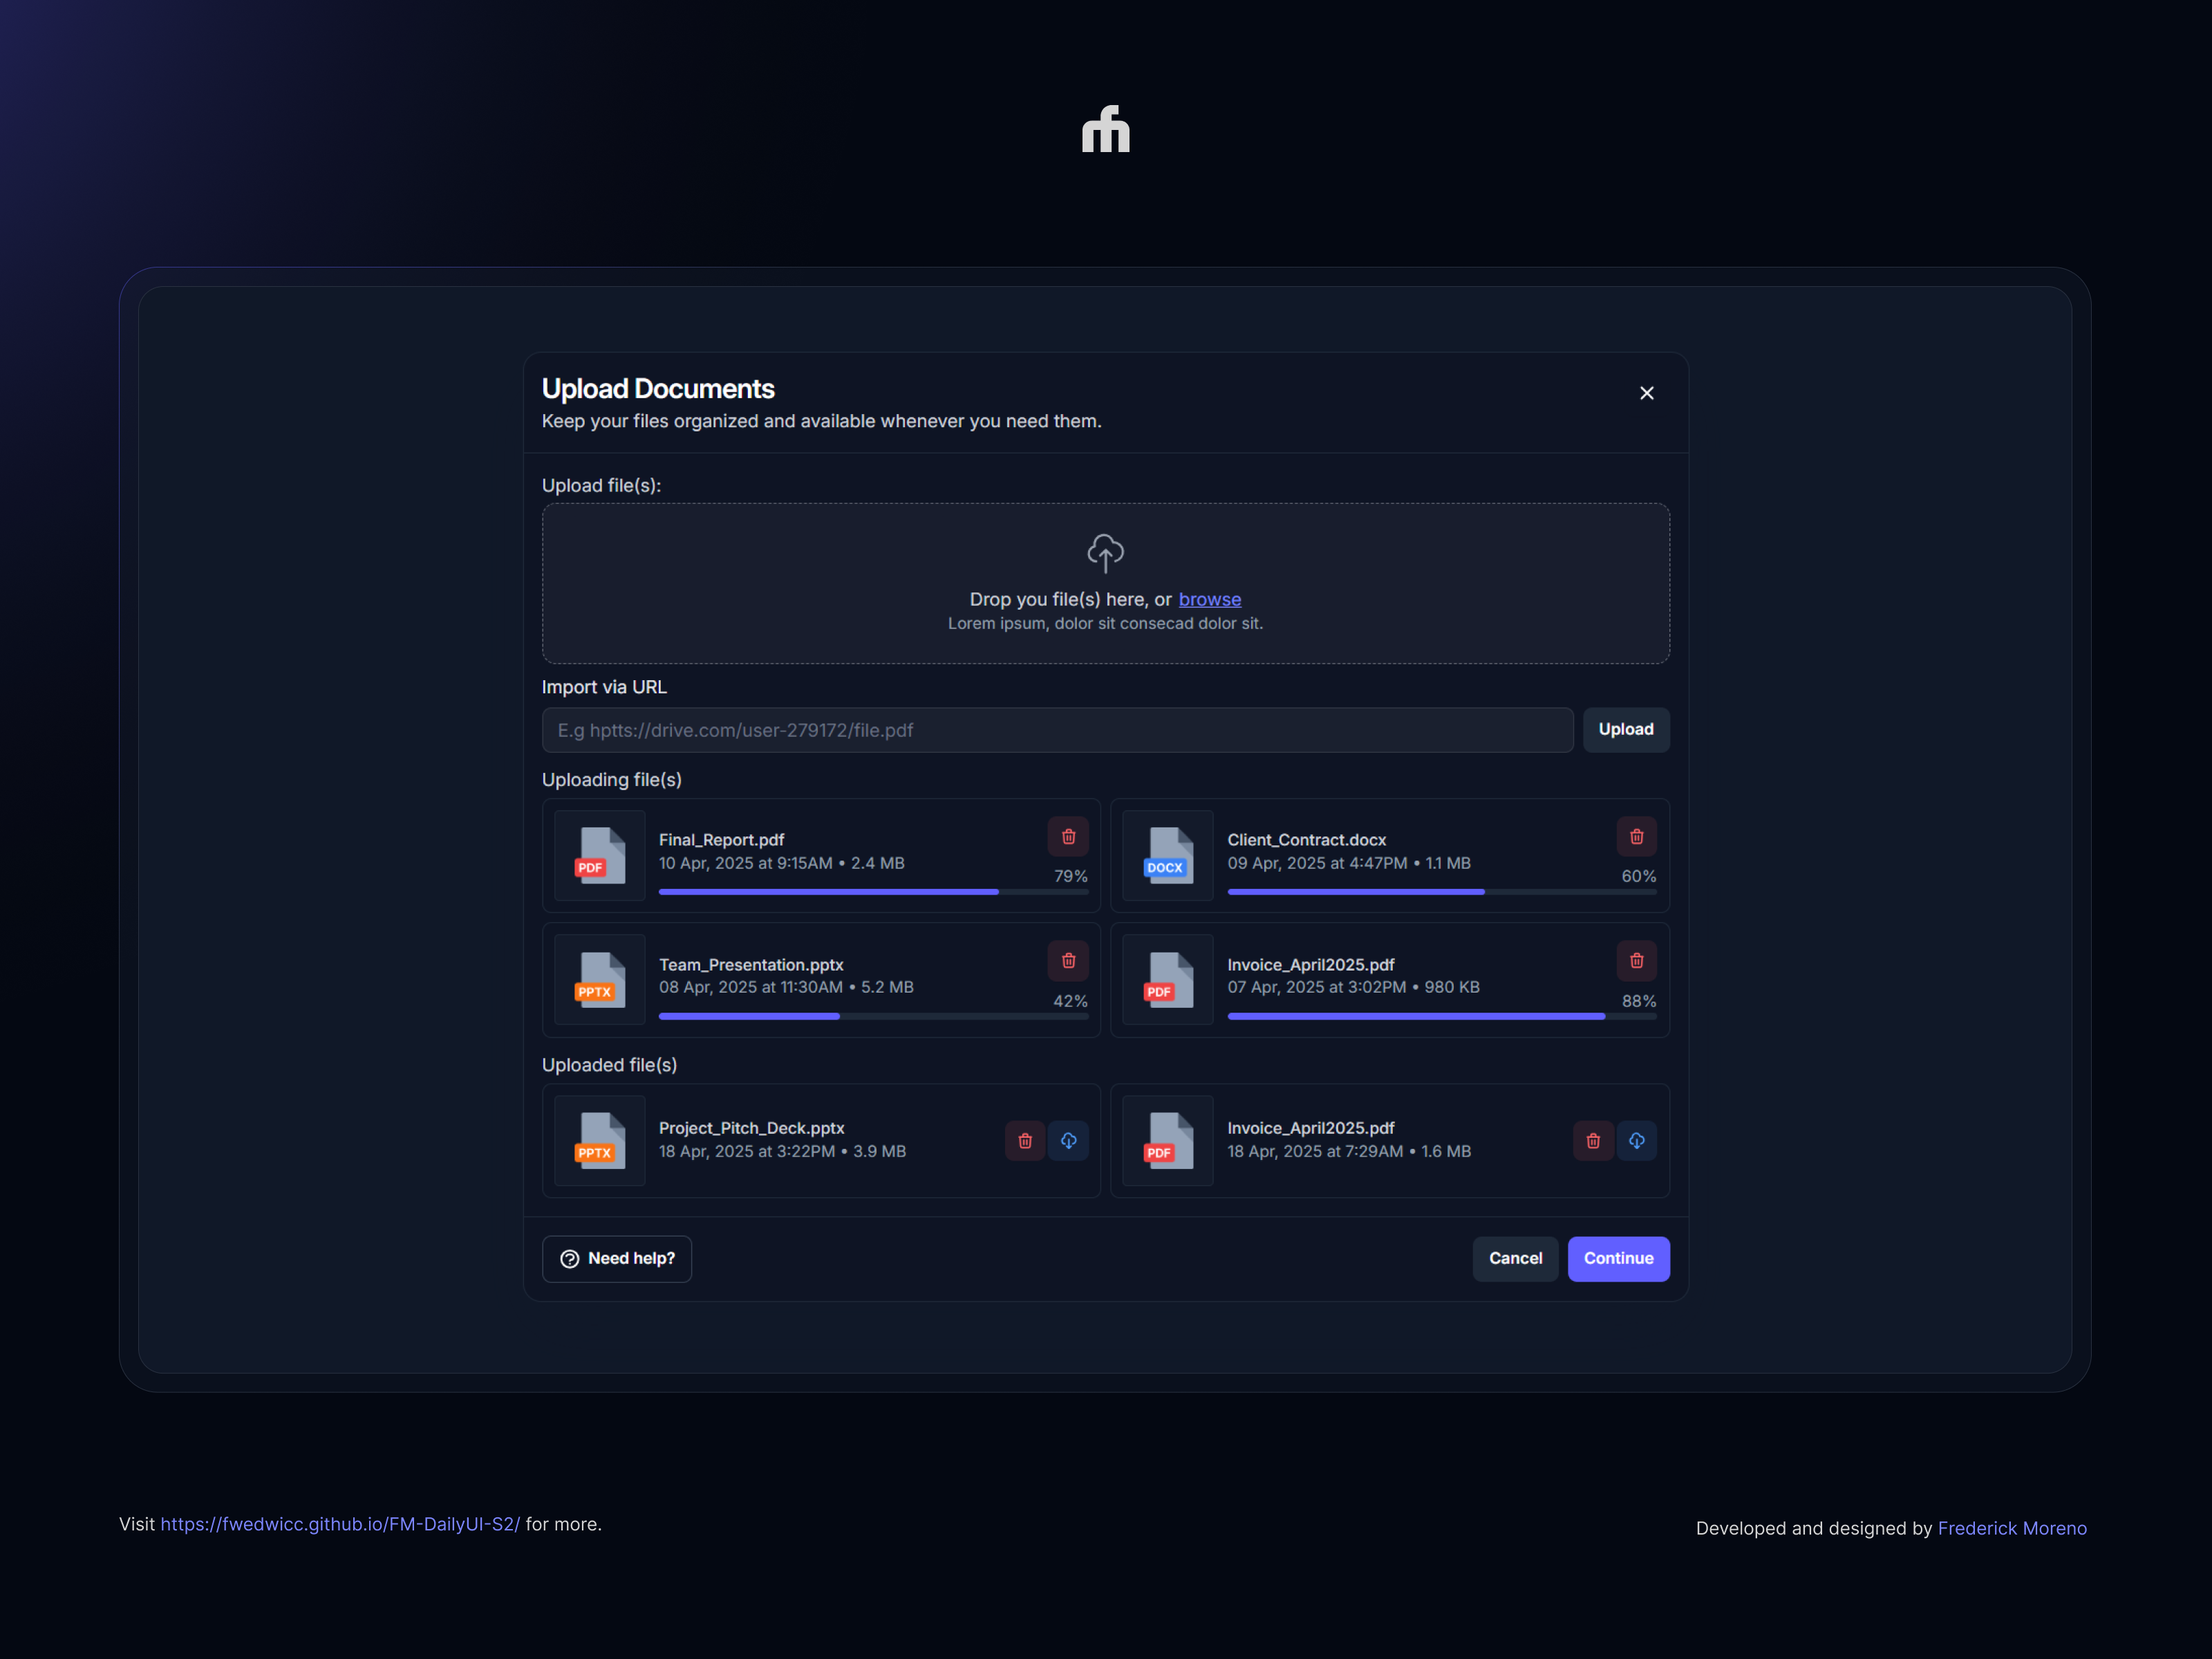 Upload Documents
Keep your files organized and available whenever you need them.
Upload file(s):
Drop you file(s) here, or browse
Lorem ipsum, dolor sit consecad dolor sit.
Import via URL
E.g hptts://drive.com/user-279172/file.pdf
Upload
Uploading file(s)
PDF
Final_Report.pdf
10 Apr, 2025 at 9:15AM • 2.4 MB
79%
DOCX
Client_Contract.docx
09 Apr, 2025 at 4:47PM • 1.1 MB
60%
PPTX
Team_Presentation.pptx
08 Apr, 2025 at 11:30AM • 5.2 MB
42%
PDF
Invoice_April2025.pdf
07 Apr, 2025 at 3:02PM • 980 KB
88%
Uploaded file(s)
PPTX
Project_Pitch_Deck.pptx
18 Apr, 2025 at 3:22PM • 3.9 MB
PDF
Invoice_April2025.pdf
18 Apr, 2025 at 7:29AM • 1.6 MB
Need help?
Cancel
Continue
Visit https://fwedwicc.github.io/FM-DailyUI-S2/ for more.
Developed and designed by Frederick Moreno